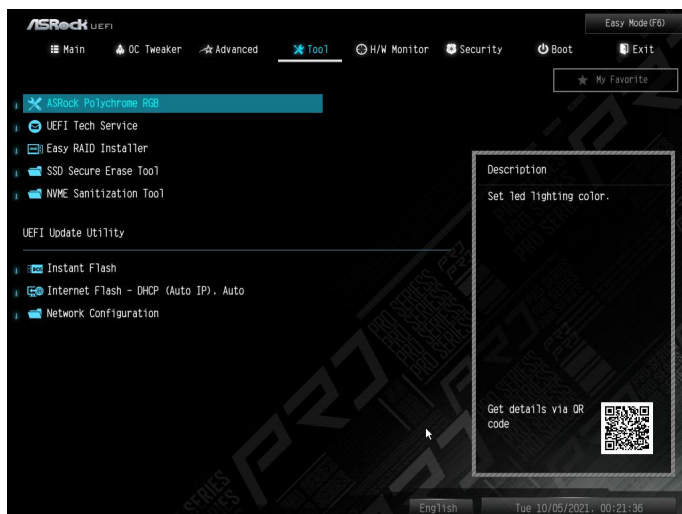 ASRock UEFI
Easy Mode(F6)
Main OC Tweaker Advanced Tool H/W Monitor Security Boot Exit
My Favorite
ASRock Polychrome RGB
UEFI Tech Service
Easy RAID Installer
SSD Secure Erase Tool
NVME Sanitization Tool
UEFI Update Utility
Instant Flash
Internet Flash - DHCP (Auto IP), Auto
Network Configuration
Description
Set led lighting color.
Get details via QR
code
English
Tue 10/05/2021, 00:21:36